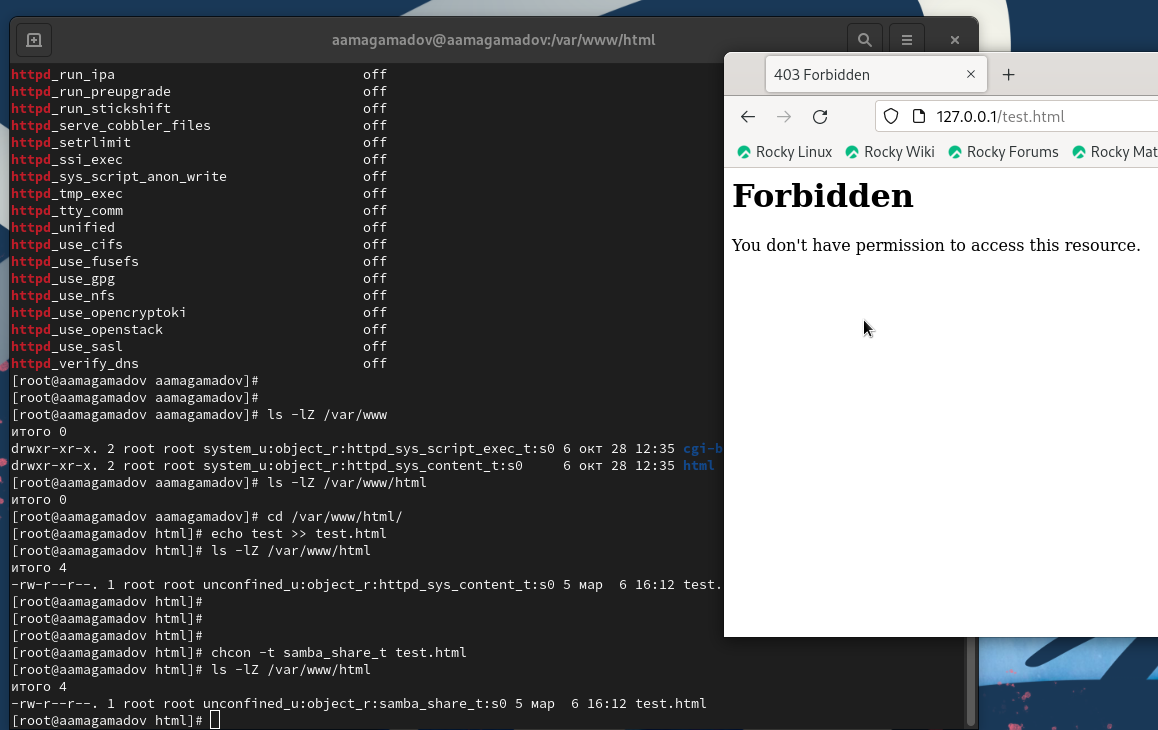 aamagamadov@aamagamadov:/var/www/html
httpd_run_ipa off
httpd_run_preupgrade off
httpd_run_stickshift off
httpd_serve_cobbler_files off
httpd_setrlimit off
httpd_ssi_exec off
httpd_sys_script_anon_write off
httpd_tmp_exec off
httpd_tty_comm off
httpd_unified off
httpd_use_cifs off
httpd_use_fusefs off
httpd_use_gpg off
httpd_use_nfs off
httpd_use_opencryptoki off
httpd_use_openstack off
httpd_use_sasl off
httpd_verify_dns off
[root@aamagamadov aamagamadov]#
[root@aamagamadov aamagamadov]#
[root@aamagamadov aamagamadov]# ls -lZ /var/www
итого 0
drwxr-xr-x. 2 root root system_u:object_r:httpd_sys_script_exec_t:s0 6 окт 28 12:35 cgi-b
drwxr-xr-x. 2 root root system_u:object_r:httpd_sys_content_t:s0 6 окт 28 12:35 html
[root@aamagamadov aamagamadov]# ls -lZ /var/www/html
итого 0
[root@aamagamadov aamagamadov]# cd /var/www/html/
[root@aamagamadov html]# echo test >> test.html
[root@aamagamadov html]# ls -lZ /var/www/html
итого 4
-rw-r--r--. 1 root root unconfined_u:object_r:httpd_sys_content_t:s0 5 мар 6 16:12 test.
[root@aamagamadov html]#
[root@aamagamadov html]#
[root@aamagamadov html]#
[root@aamagamadov html]# chcon -t samba_share_t test.html
[root@aamagamadov html]# ls -lZ /var/www/html
итого 4
-rw-r--r--. 1 root root unconfined_u:object_r:samba_share_t:s0 5 мар 6 16:12 test.html
[root@aamagamadov html]#
403 Forbidden
127.0.0.1/test.html
Rocky Linux Rocky Wiki Rocky Forums Rocky Mat
Forbidden
You don't have permission to access this resource.